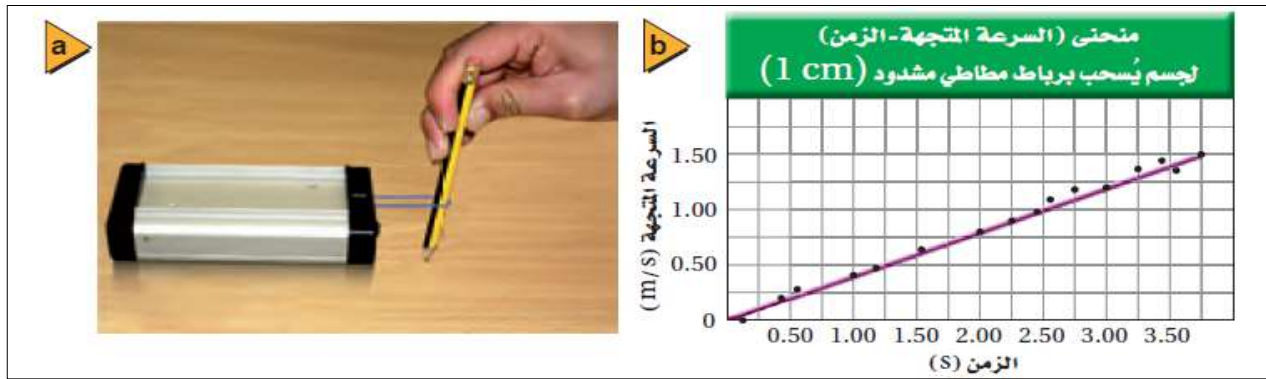 a
b
منحنى (السرعة المتجهة-الزمن)
لجسم يُسحب برباط مطاطي مشدود (1 cm)
السرعة المتجهة (m/s)
1.50
1.00
0.50
0
0.50 1.00 1.50 2.00 2.50 3.00 3.50
الزمن (s)